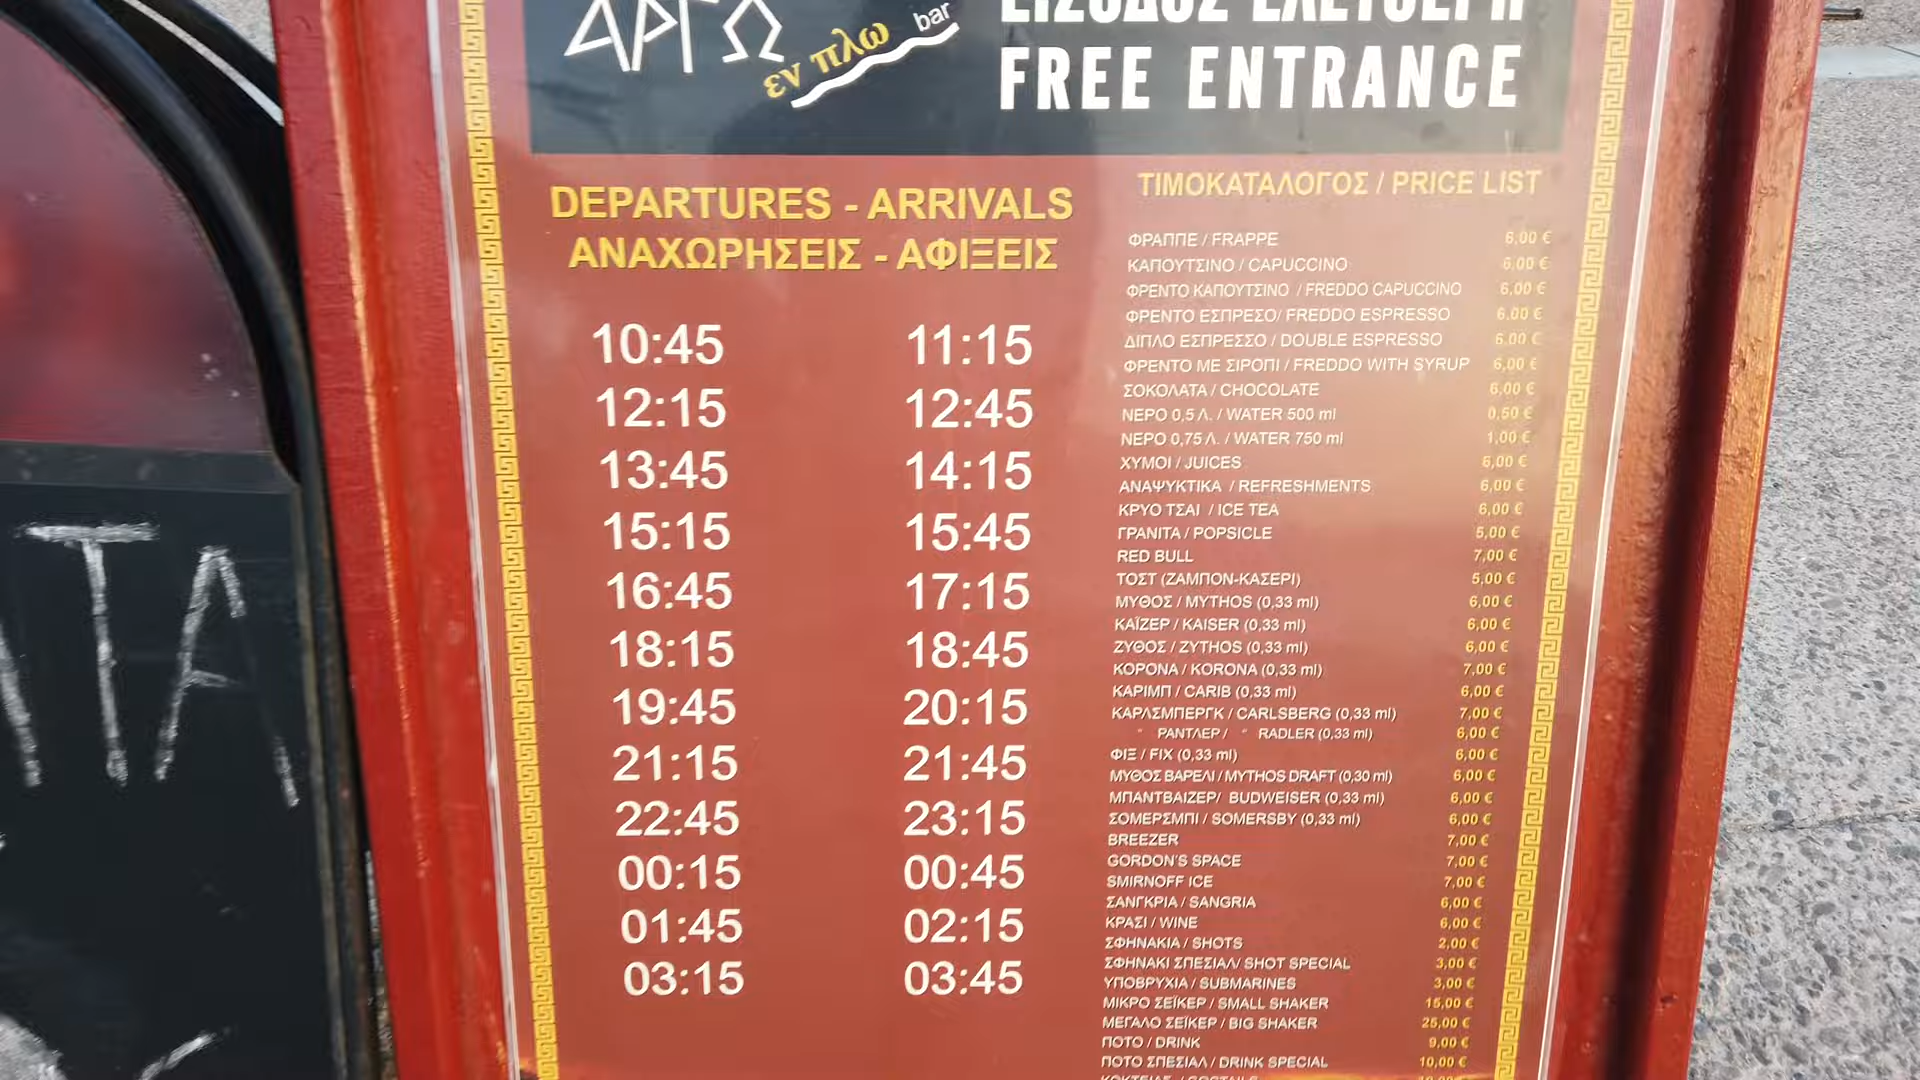 ΑΡΓΩ
εν πλω bar
ΕΙΣΟΔΟΣ ΕΛΕΥΘΕΡΗ
FREE ENTRANCE
DEPARTURES - ARRIVALS
ΑΝΑΧΩΡΗΣΕΙΣ - ΑΦΙΞΕΙΣ
10:45 11:15
12:15 12:45
13:45 14:15
15:15 15:45
16:45 17:15
18:15 18:45
19:45 20:15
21:15 21:45
22:45 23:15
00:15 00:45
01:45 02:15
03:15 03:45
ΤΙΜΟΚΑΤΑΛΟΓΟΣ / PRICE LIST
ΦΡΑΠΠΕ / FRAPPE 6,00 €
ΚΑΠΟΥΤΣΙΝΟ / CAPUCCINO 6,00 €
ΦΡΕΝΤΟ ΚΑΠΟΥΤΣΙΝΟ / FREDDO CAPUCCINO 6,00 €
ΦΡΕΝΤΟ ΕΣΠΡΕΣΟ/ FREDDO ESPRESSO 6,00 €
ΔΙΠΛΟ ΕΣΠΡΕΣΣΟ / DOUBLE ESPRESSO 6,00 €
ΦΡΕΝΤΟ ΜΕ ΣΙΡΟΠΙ / FREDDO WITH SYRUP 6,00 €
ΣΟΚΟΛΑΤΑ / CHOCOLATE 6,00 €
ΝΕΡΟ 0,5 Λ. / WATER 500 ml 0,50 €
ΝΕΡΟ 0,75 Λ. / WATER 750 ml 1,00 €
ΧΥΜΟΙ / JUICES 6,00 €
ΑΝΑΨΥΚΤΙΚΑ / REFRESHMENTS 6,00 €
ΚΡΥΟ ΤΣΑΙ / ICE TEA 6,00 €
ΓΡΑΝΙΤΑ / POPSICLE 5,00 €
RED BULL 7,00 €
ΤΟΣΤ (ΖΑΜΠΟΝ-ΚΑΣΕΡΙ) 5,00 €
ΜΥΘΟΣ / MYTHOS (0,33 ml) 6,00 €
ΚΑΪΖΕΡ / KAISER (0,33 ml) 6,00 €
ΖΥΘΟΣ / ZYTHOS (0,33 ml) 6,00 €
ΚΟΡΟΝΑ / KORONA (0,33 ml) 7,00 €
ΚΑΡΙΜΠ / CARIB (0,33 ml) 6,00 €
ΚΑΡΛΣΜΠΕΡΓΚ / CARLSBERG (0,33 ml) 7,00 €
" ΡΑΝΤΛΕΡ / " RADLER (0,33 ml) 6,00 €
ΦΙΞ / FIX (0,33 ml) 6,00 €
ΜΥΘΟΣ ΒΑΡΕΛΙ / MYTHOS DRAFT (0,30 ml) 6,00 €
ΜΠΑΝΤΒΑΙΖΕΡ/ BUDWEISER (0,33 ml) 6,00 €
ΣΟΜΕΡΣΜΠΙ / SOMERSBY (0,33 ml) 6,00 €
BREEZER 7,00 €
GORDON'S SPACE 7,00 €
SMIRNOFF ICE 7,00 €
ΣΑΝΓΚΡΙΑ / SANGRIA 6,00 €
ΚΡΑΣΙ / WINE 6,00 €
ΣΦΗΝΑΚΙΑ / SHOTS 2,00 €
ΣΦΗΝΑΚΙ ΣΠΕΣΙΑΛ/ SHOT SPECIAL 3,00 €
ΥΠΟΒΡΥΧΙΑ / SUBMARINES 3,00 €
ΜΙΚΡΟ ΣΕΪΚΕΡ / SMALL SHAKER 15,00 €
ΜΕΓΑΛΟ ΣΕΪΚΕΡ / BIG SHAKER 25,00 €
ΠΟΤΟ / DRINK 9,00 €
ΠΟΤΟ ΣΠΕΣΙΑΛ / DRINK SPECIAL 10,00 €
ΤΑ